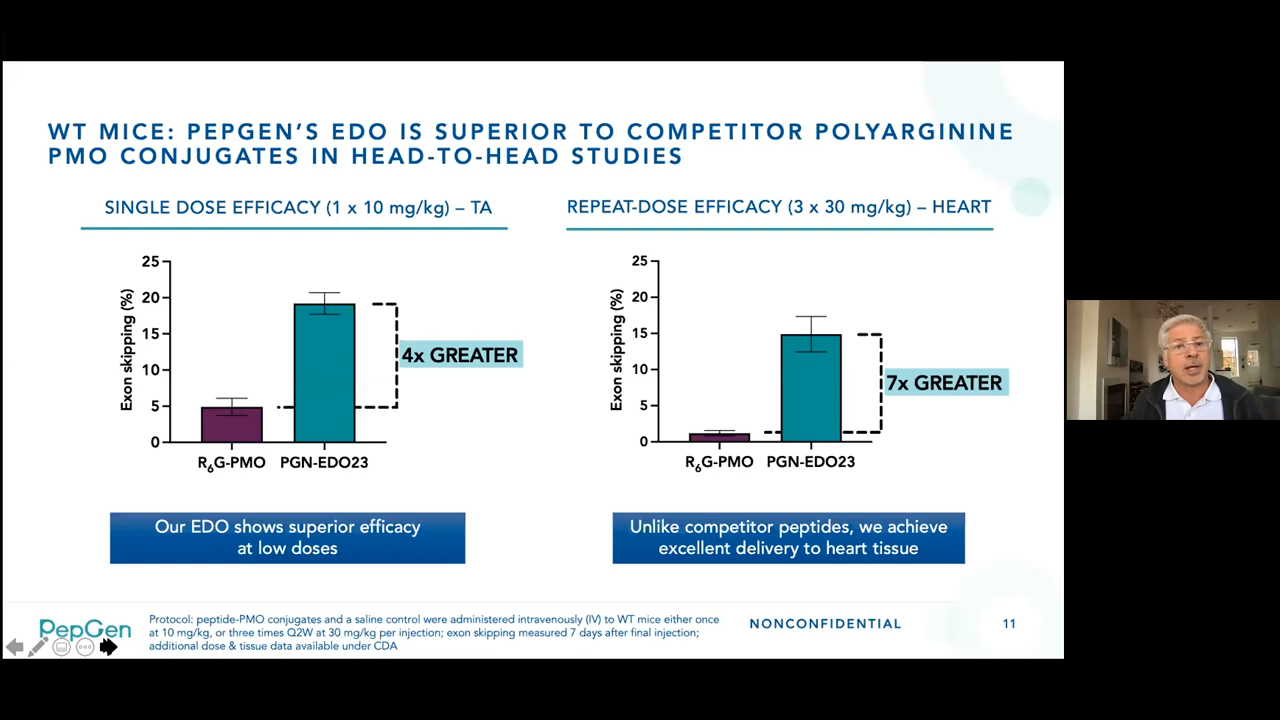 WT MICE: PEPGEN'S EDO IS SUPERIOR TO COMPETITOR POLYARGININE
PMO CONJUGATES IN HEAD-TO-HEAD STUDIES
SINGLE DOSE EFFICACY (1 x 10 mg/kg) – TA
Exon skipping (%)
25
20
15
10
5
0
4x GREATER
R6G-PMO PGN-EDO23
Our EDO shows superior efficacy
at low doses
REPEAT-DOSE EFFICACY (3 x 30 mg/kg) – HEART
Exon skipping (%)
25
20
15
10
5
0
7x GREATER
R6G-PMO PGN-EDO23
Unlike competitor peptides, we achieve
excellent delivery to heart tissue
PepGen
Protocol: peptide-PMO conjugates and a saline control were administered intravenously (IV) to WT mice either once
at 10 mg/kg, or three times Q2W at 30 mg/kg per injection; exon skipping measured 7 days after final injection;
additional dose & tissue data available under CDA
NONCONFIDENTIAL
11